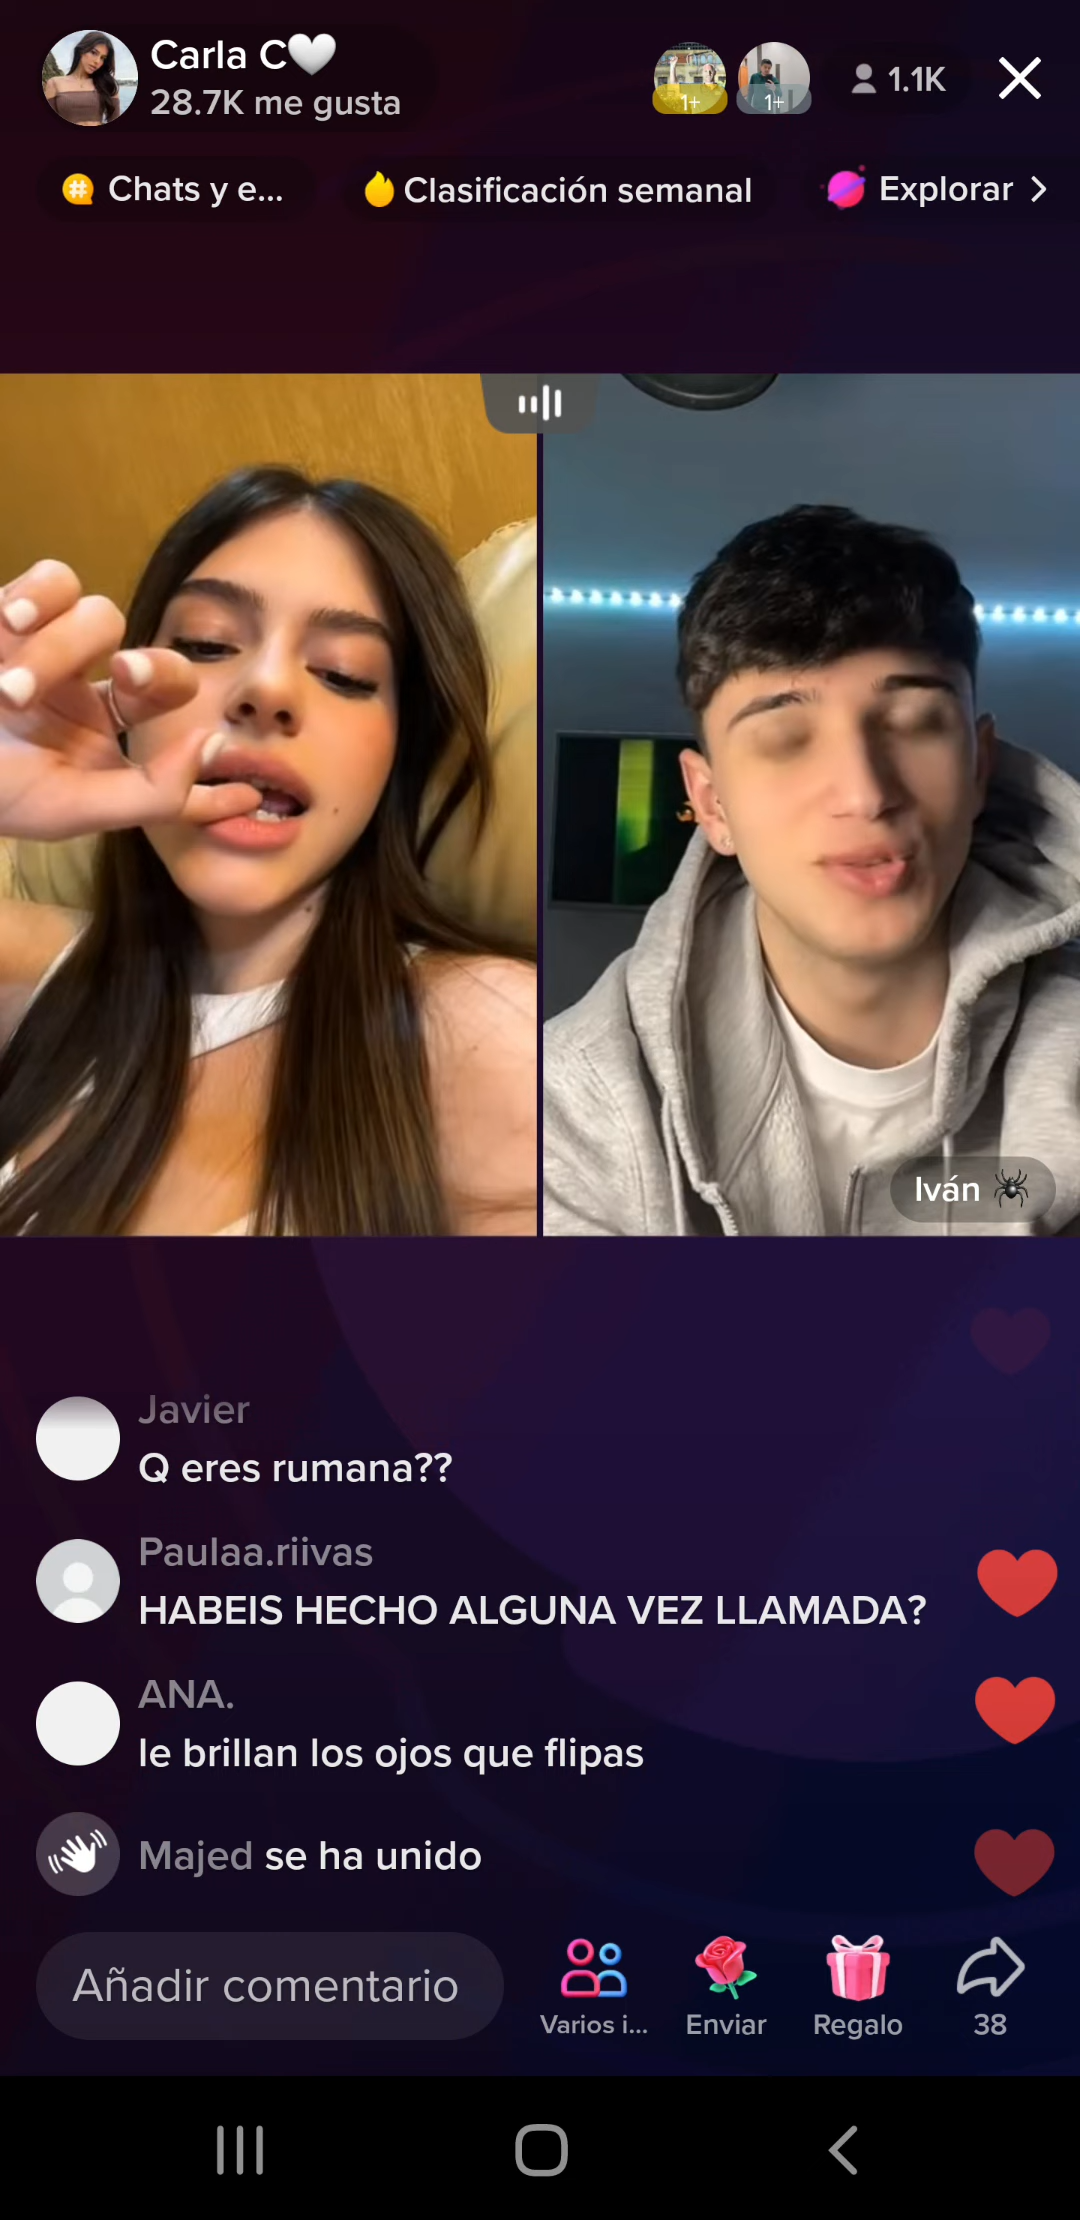 Carla C🤍
28.7K me gusta
1+
1+
1.1K
Chats y e...
Clasificación semanal
Explorar
Iván 🕷
Javier
Q eres rumana??
Paulaa.riivas
HABEIS HECHO ALGUNA VEZ LLAMADA?
ANA.
le brillan los ojos que flipas
Majed se ha unido
Añadir comentario
Varios i...
Enviar
Regalo
38